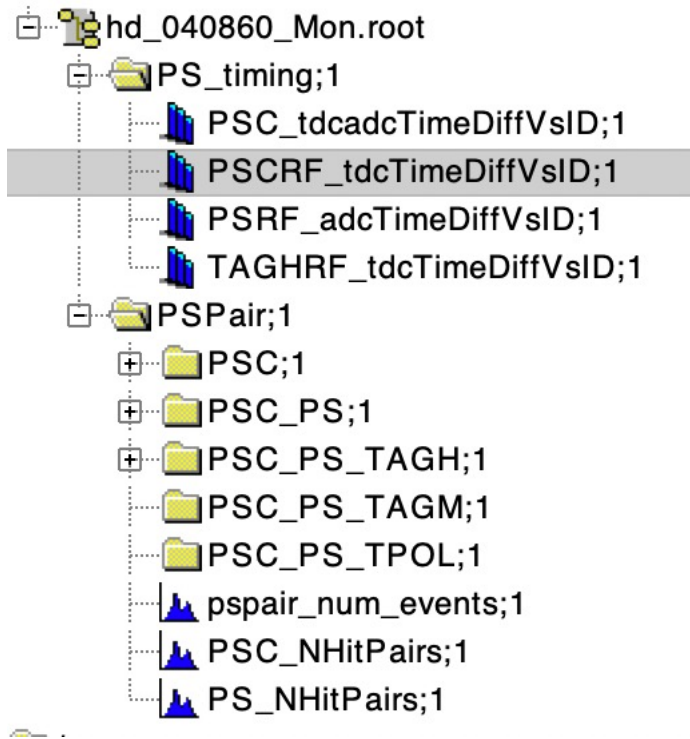 hd_040860_Mon.root
PS_timing;1
PSC_tdcadcTimeDiffVsID;1
PSCRF_tdcTimeDiffVsID;1
PSRF_adcTimeDiffVsID;1
TAGHRF_tdcTimeDiffVsID;1
PSPair;1
PSC;1
PSC_PS;1
PSC_PS_TAGH;1
PSC_PS_TAGM;1
PSC_PS_TPOL;1
pspair_num_events;1
PSC_NHitPairs;1
PS_NHitPairs;1